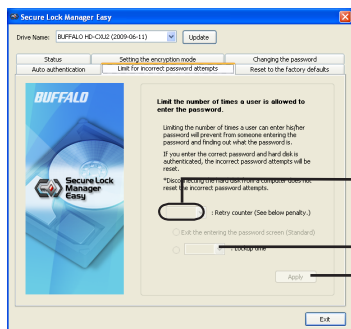 Secure Lock Manager Easy
Drive Name: BUFFALO HD-CXU2 (2009-06-11) Update
Status Setting the encryption mode Changing the password
Auto authentication Limit for incorrect password attempts Reset to the factory defaults
BUFFALO
Secure Lock
Manager
Easy
Limit the number of times a user is allowed to
enter the password.
Limiting the number of times a user can enter his/her
password will prevent from someone entering the
password and finding out what the password is.
If you enter the correct password and hard disk is
authenticated, the incorrect password attempts will be
reset.
*Disconnecting the hard disk from a computer does not
reset the incorrect password attempts.
: Retry counter (See below penalty.)
Exit the entering the password screen (Standard)
: Lockup time
Apply
Exit